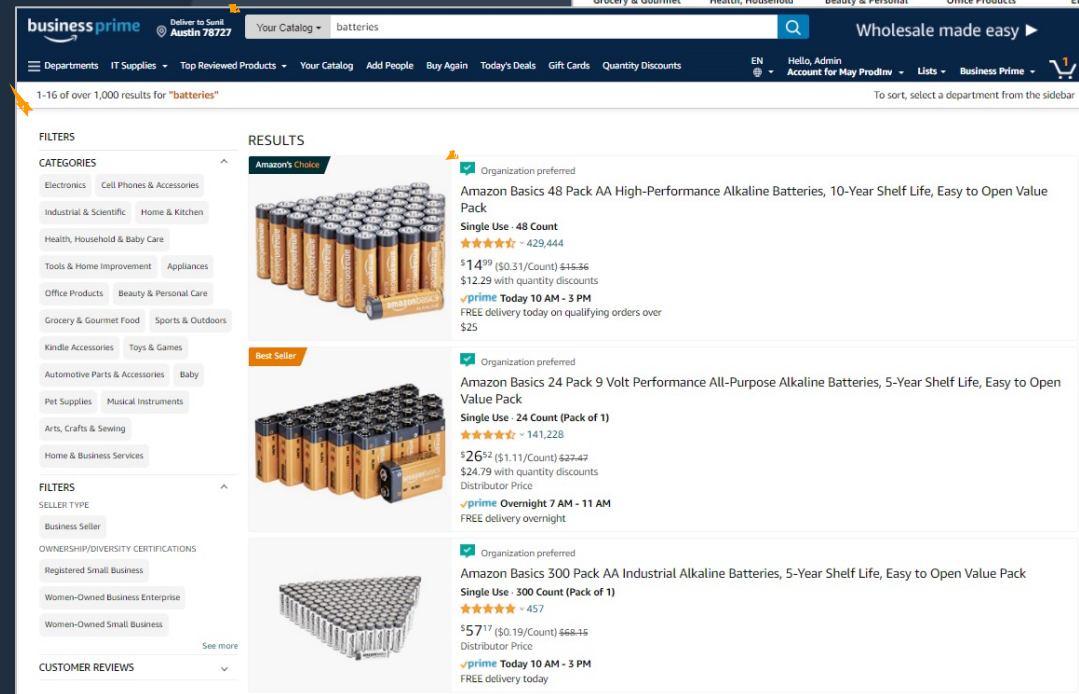 Grocery & Gourmet Health, Household Beauty & Personal Office Products
business prime
Deliver to Sunil
Austin 78727
Your Catalog
batteries
Wholesale made easy
Departments IT Supplies Top Reviewed Products Your Catalog Add People Buy Again Today's Deals Gift Cards Quantity Discounts
EN
Hello, Admin
Account for May ProdInv
Lists
Business Prime
1
1-16 of over 1,000 results for "batteries"
To sort, select a department from the sidebar
FILTERS
CATEGORIES
Electronics Cell Phones & Accessories
Industrial & Scientific Home & Kitchen
Health, Household & Baby Care
Tools & Home Improvement Appliances
Office Products Beauty & Personal Care
Grocery & Gourmet Food Sports & Outdoors
Kindle Accessories Toys & Games
Automotive Parts & Accessories Baby
Pet Supplies Musical Instruments
Arts, Crafts & Sewing
Home & Business Services
FILTERS
SELLER TYPE
Business Seller
OWNERSHIP/DIVERSITY CERTIFICATIONS
Registered Small Business
Women-Owned Business Enterprise
Women-Owned Small Business
See more
CUSTOMER REVIEWS
RESULTS
Amazon's Choice
amazonbasics
Organization preferred
Amazon Basics 48 Pack AA High-Performance Alkaline Batteries, 10-Year Shelf Life, Easy to Open Value
Pack
Single Use · 48 Count
429,444
$1499 ($0.31/Count) $15.36
$12.29 with quantity discounts
prime Today 10 AM - 3 PM
FREE delivery today on qualifying orders over
$25
Best Seller
amazonbasics
Organization preferred
Amazon Basics 24 Pack 9 Volt Performance All-Purpose Alkaline Batteries, 5-Year Shelf Life, Easy to Open
Value Pack
Single Use · 24 Count (Pack of 1)
141,228
$2652 ($1.11/Count) $27.47
$24.79 with quantity discounts
Distributor Price
prime Overnight 7 AM - 11 AM
FREE delivery overnight
Organization preferred
Amazon Basics 300 Pack AA Industrial Alkaline Batteries, 5-Year Shelf Life, Easy to Open Value Pack
Single Use · 300 Count (Pack of 1)
457
$5717 ($0.19/Count) $68.15
Distributor Price
prime Today 10 AM - 3 PM
FREE delivery today